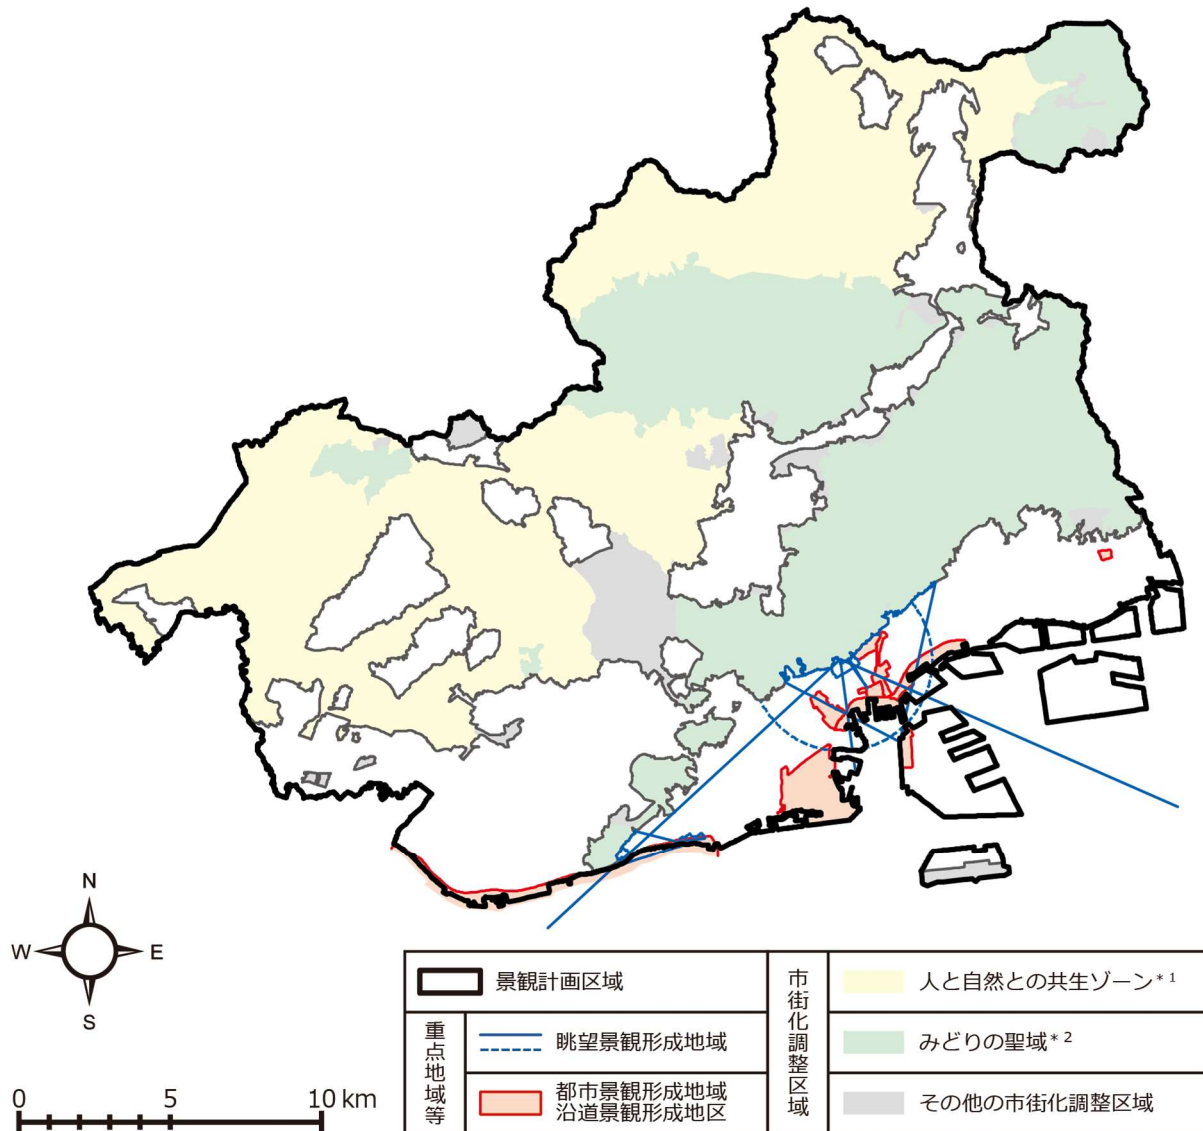 N
W E
S
0 5 10 km
景観計画区域
重点地域等
眺望景観形成地域
都市景観形成地域
沿道景観形成地区
市街化調整区域
人と自然との共生ゾーン*1
みどりの聖域*2
その他の市街化調整区域